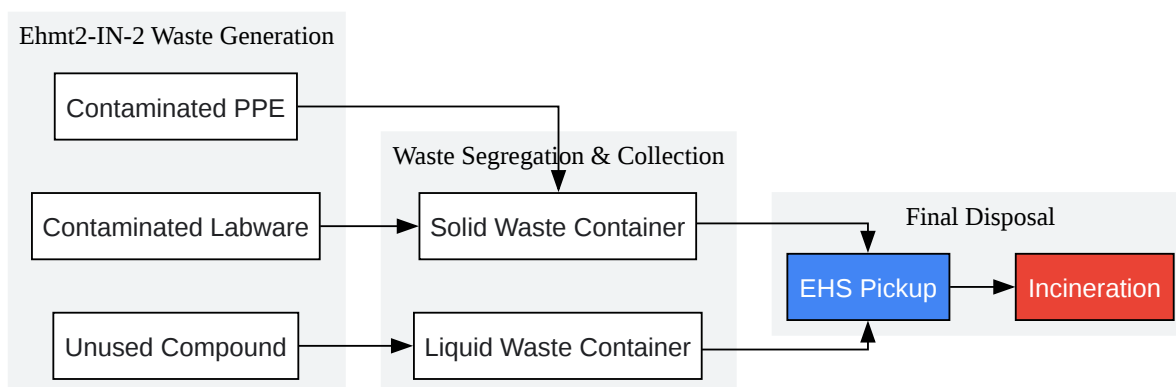 Ehmt2-IN-2 Waste Generation
Contaminated PPE
Contaminated Labware
Unused Compound
Waste Segregation & Collection
Solid Waste Container
Liquid Waste Container
Final Disposal
EHS Pickup
Incineration